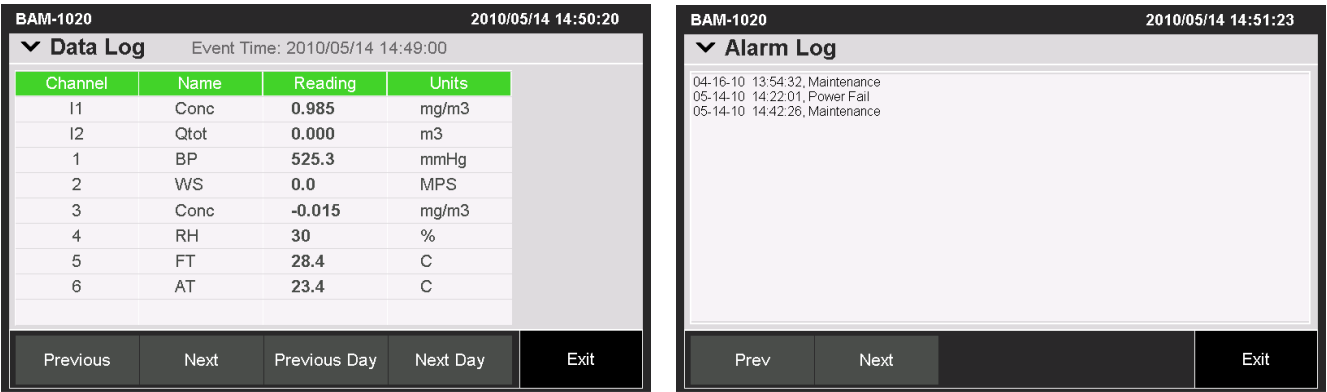 BAM-1020 2010/05/14 14:50:20
Data Log Event Time: 2010/05/14 14:49:00
Channel Name Reading Units
I1 Conc 0.985 mg/m3
I2 Qtot 0.000 m3
1 BP 525.3 mmHg
2 WS 0.0 MPS
3 Conc -0.015 mg/m3
4 RH 30 %
5 FT 28.4 C
6 AT 23.4 C
Previous Next Previous Day Next Day Exit
BAM-1020 2010/05/14 14:51:23
Alarm Log
04-16-10 13:54:32, Maintenance
05-14-10 14:22:01, Power Fail
05-14-10 14:42:26, Maintenance
Prev Next Exit